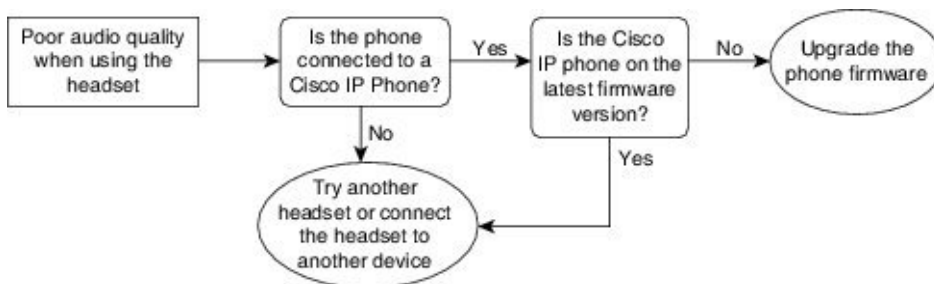 Poor audio quality
when using the
headset
Is the phone
connected to a
Cisco IP Phone?
Yes
Is the Cisco
IP phone on the
latest firmware
version?
No
Upgrade the
phone firmware
No
Yes
Try another
headset or connect
the headset to
another device